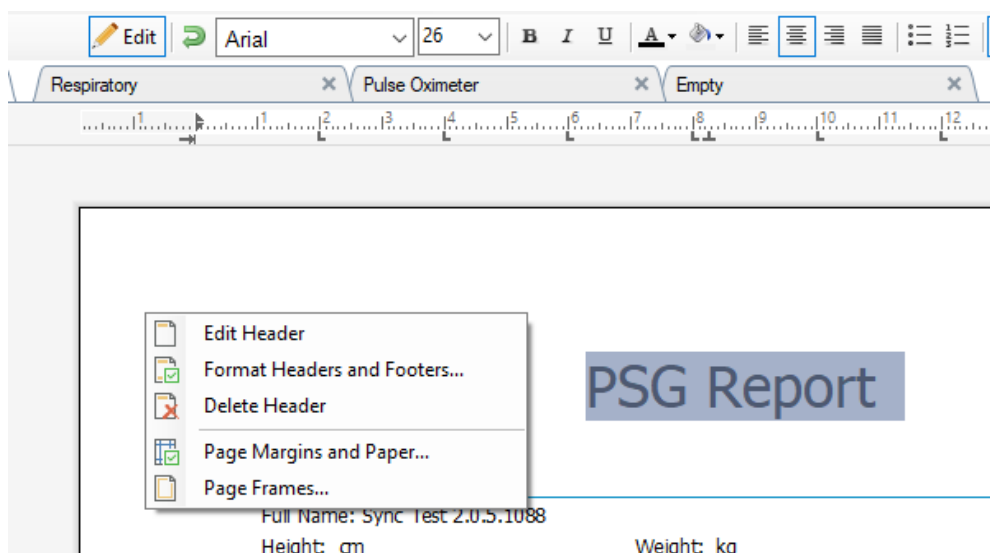 Edit Arial 26 B I U A
Respiratory Pulse Oximeter Empty
1 1 2 3 4 5 6 7 8 9 10 11 12
Edit Header
Format Headers and Footers...
Delete Header
Page Margins and Paper...
Page Frames...
PSG Report
Full Name: Sync Test 2.0.5.1088
Height: cm Weight: kg